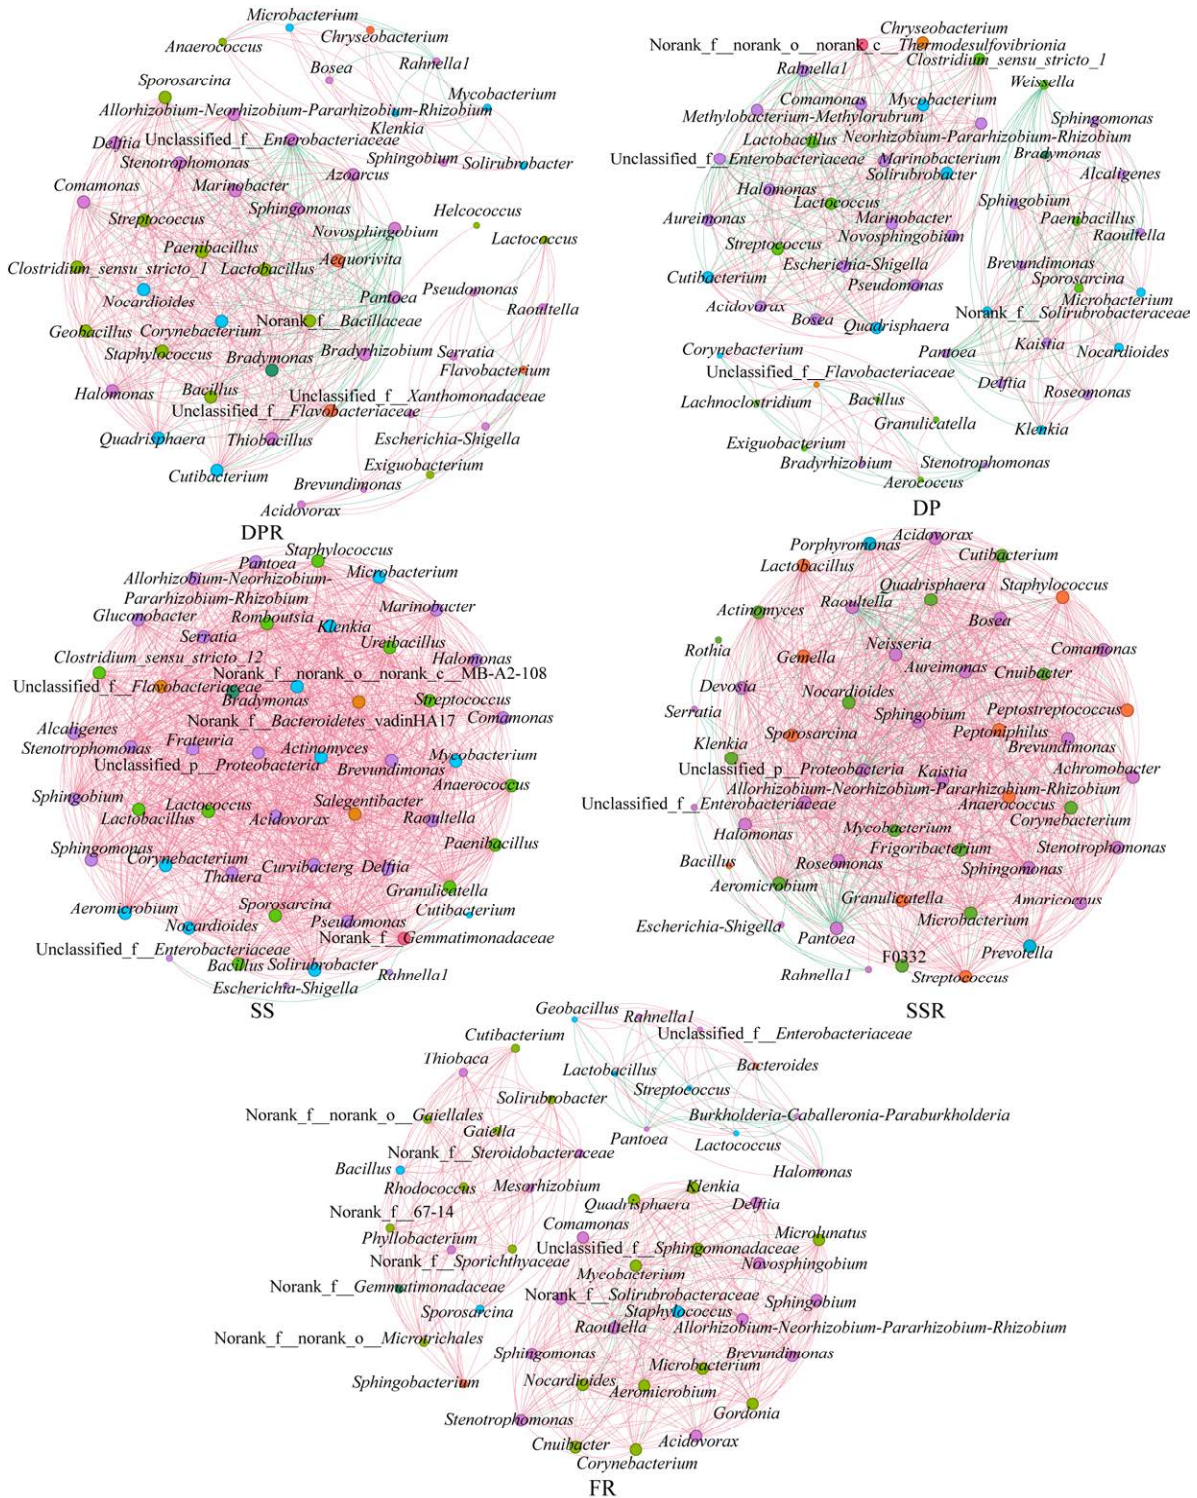 Microbacterium
Chryseobacterium
Anaerococcus
Bosea
Rahnella1
Sporosarcina
Mycobacterium
Allorhizobium-Neorhizobium-Pararhizobium-Rhizobium
Klenkia
Delftia
Unclassified_f__Enterobacteriaceae
Stenotrophomonas
Sphingobium
Solirubrobacter
Azoarcus
Comamonas
Marinobacter
Sphingomonas
Helcococcus
Streptococcus
Novosphingobium
Lactococcus
Paenibacillus
Aequorivita
Clostridium_sensu_stricto_1
Lactobacillus
Pantoea
Pseudomonas
Nocardioides
Raoultella
Norank_f__Bacillaceae
Geobacillus
Corynebacterium
Staphylococcus
Bradymonas
Bradyrhizobium
Serratia
Flavobacterium
Halomonas
Bacillus
Unclassified_f__Xanthomonadaceae
Unclassified_f__Flavobacteriaceae
Quadrisphaera
Thiobacillus
Escherichia-Shigella
Exiguobacterium
Cutibacterium
Brevundimonas
Acidovorax
DPR
Chryseobacterium
Norank_f__norank_o__norank_c__Thermodesulfovibrionia
Clostridium_sensu_stricto_1
Rahnella1
Weissella
Comamonas
Mycobacterium
Methylobacterium-Methylorubrum
Sphingomonas
Lactobacillus
Neorhizobium-Pararhizobium-Rhizobium
Unclassified_f__Enterobacteriaceae
Marinobacterium
Bradymonas
Solirubrobacter
Alcaligenes
Halomonas
Sphingobium
Lactococcus
Aureimonas
Marinobacter
Paenibacillus
Novosphingobium
Raoultella
Streptococcus
Escherichia-Shigella
Brevundimonas
Cutibacterium
Pseudomonas
Sporosarcina
Microbacterium
Acidovorax
Norank_f__Solirubrobacteraceae
Bosea
Quadrisphaera
Kaistia
Corynebacterium
Pantoea
Nocardioides
Unclassified_f__Flavobacteriaceae
Delftia
Lachnoclostridium
Bacillus
Roseomonas
Granulicatella
Klenkia
Exiguobacterium
Bradyrhizobium
Stenotrophomonas
Aerococcus
DP
Staphylococcus
Pantoea
Microbacterium
Allorhizobium-Neorhizobium-
Pararhizobium-Rhizobium
Marinobacter
Gluconobacter
Romboutsia
Klenkia
Serratia
Ureibacillus
Clostridium_sensu_stricto_12
Halomonas
Norank_f__norank_o__norank_c__MB-A2-108
Unclassified_f__Flavobacteriaceae
Bradymonas
Streptococcus
Norank_f__Bacteroidetes_vadinHA17
Comamonas
Alcaligenes
Stenotrophomonas
Frateuria
Actinomyces
Mycobacterium
Unclassified_p__Proteobacteria
Brevundimonas
Anaerococcus
Sphingobium
Lactococcus
Salegentibacter
Lactobacillus
Acidovorax
Raoultella
Sphingomonas
Paenibacillus
Corynebacterium
Curvibacterg
Delftia
Thauera
Granulicatella
Aeromicrobium
Sporosarcina
Cutibacterium
Nocardioides
Pseudomonas
Norank_f__Gemmatimonadaceae
Unclassified_f__Enterobacteriaceae
Bacillus
Solirubrobacter
Rahnella1
Escherichia-Shigella
SS
Acidovorax
Porphyromonas
Cutibacterium
Lactobacillus
Quadrisphaera
Staphylococcus
Actinomyces
Raoultella
Bosea
Rothia
Neisseria
Comamonas
Gemella
Aureimonas
Cnuibacter
Devosia
Nocardioides
Serratia
Sphingobium
Peptostreptococcus
Sporosarcina
Peptoniphilus
Klenkia
Brevundimonas
Unclassified_p__Proteobacteria
Kaistia
Achromobacter
Allorhizobium-Neorhizobium-Pararhizobium-Rhizobium
Unclassified_f__Enterobacteriaceae
Anaerococcus
Corynebacterium
Halomonas
Mycobacterium
Frigoribacterium
Stenotrophomonas
Bacillus
Roseomonas
Sphingomonas
Aeromicrobium
Granulicatella
Amaricoccus
Microbacterium
Escherichia-Shigella
Pantoea
Prevotella
F0332
Rahnella1
Streptococcus
SSR
Geobacillus
Rahnella1
Cutibacterium
Unclassified_f__Enterobacteriaceae
Thiobaca
Lactobacillus
Bacteroides
Solirubrobacter
Streptococcus
Norank_f__norank_o__Gaiellales
Burkholderia-Caballeronia-Paraburkholderia
Gaiella
Pantoea
Lactococcus
Norank_f__Steroidobacteraceae
Bacillus
Halomonas
Rhodococcus
Mesorhizobium
Klenkia
Quadrisphaera
Delftia
Norank_f__67-14
Comamonas
Microlunatus
Phyllobacterium
Unclassified_f__Sphingomonadaceae
Norank_f__Sporichthyaceae
Novosphingobium
Mycobacterium
Norank_f__Gemmatimonadaceae
Norank_f__Solirubrobacteraceae
Sphingobium
Sporosarcina
Staphylococcus
Raoultella
Allorhizobium-Neorhizobium-Pararhizobium-Rhizobium
Norank_f__norank_o__Microtrichales
Sphingomonas
Brevundimonas
Microbacterium
Sphingobacterium
Nocardioides
Aeromicrobium
Stenotrophomonas
Gordonia
Cnuibacter
Acidovorax
Corynebacterium
FR